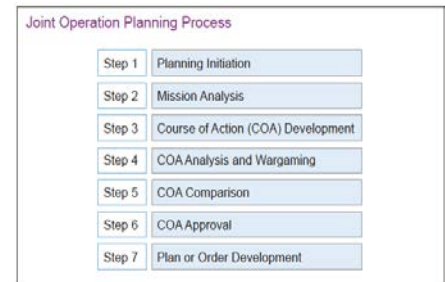 Joint Operation Planning Process
Step 1 Planning Initiation
Step 2 Mission Analysis
Step 3 Course of Action (COA) Development
Step 4 COA Analysis and Wargaming
Step 5 COA Comparison
Step 6 COA Approval
Step 7 Plan or Order Development